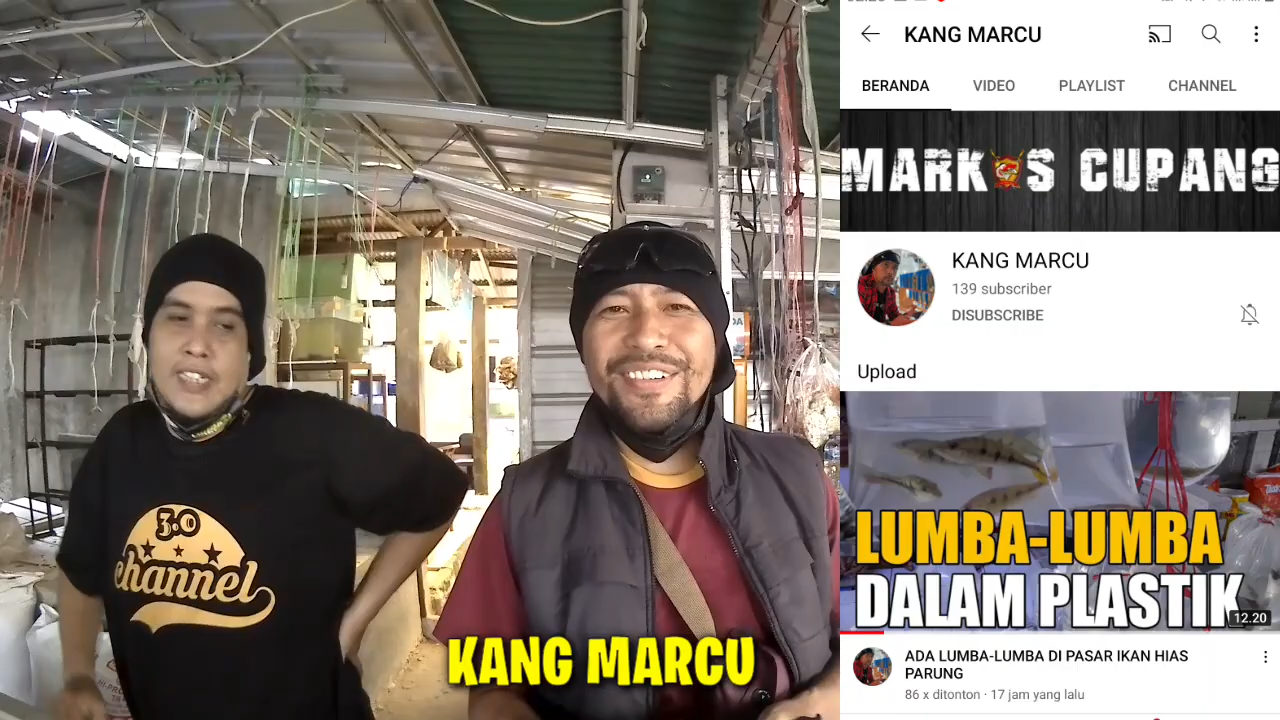 3.0
channel
KANG MARCU
KANG MARCU
BERANDA VIDEO PLAYLIST CHANNEL
MARKOS CUPANG
KANG MARCU
139 subscriber
DISUBSCRIBE
Upload
LUMBA-LUMBA
DALAM PLASTIK
12.20
ADA LUMBA-LUMBA DI PASAR IKAN HIAS
PARUNG
86 x ditonton · 17 jam yang lalu